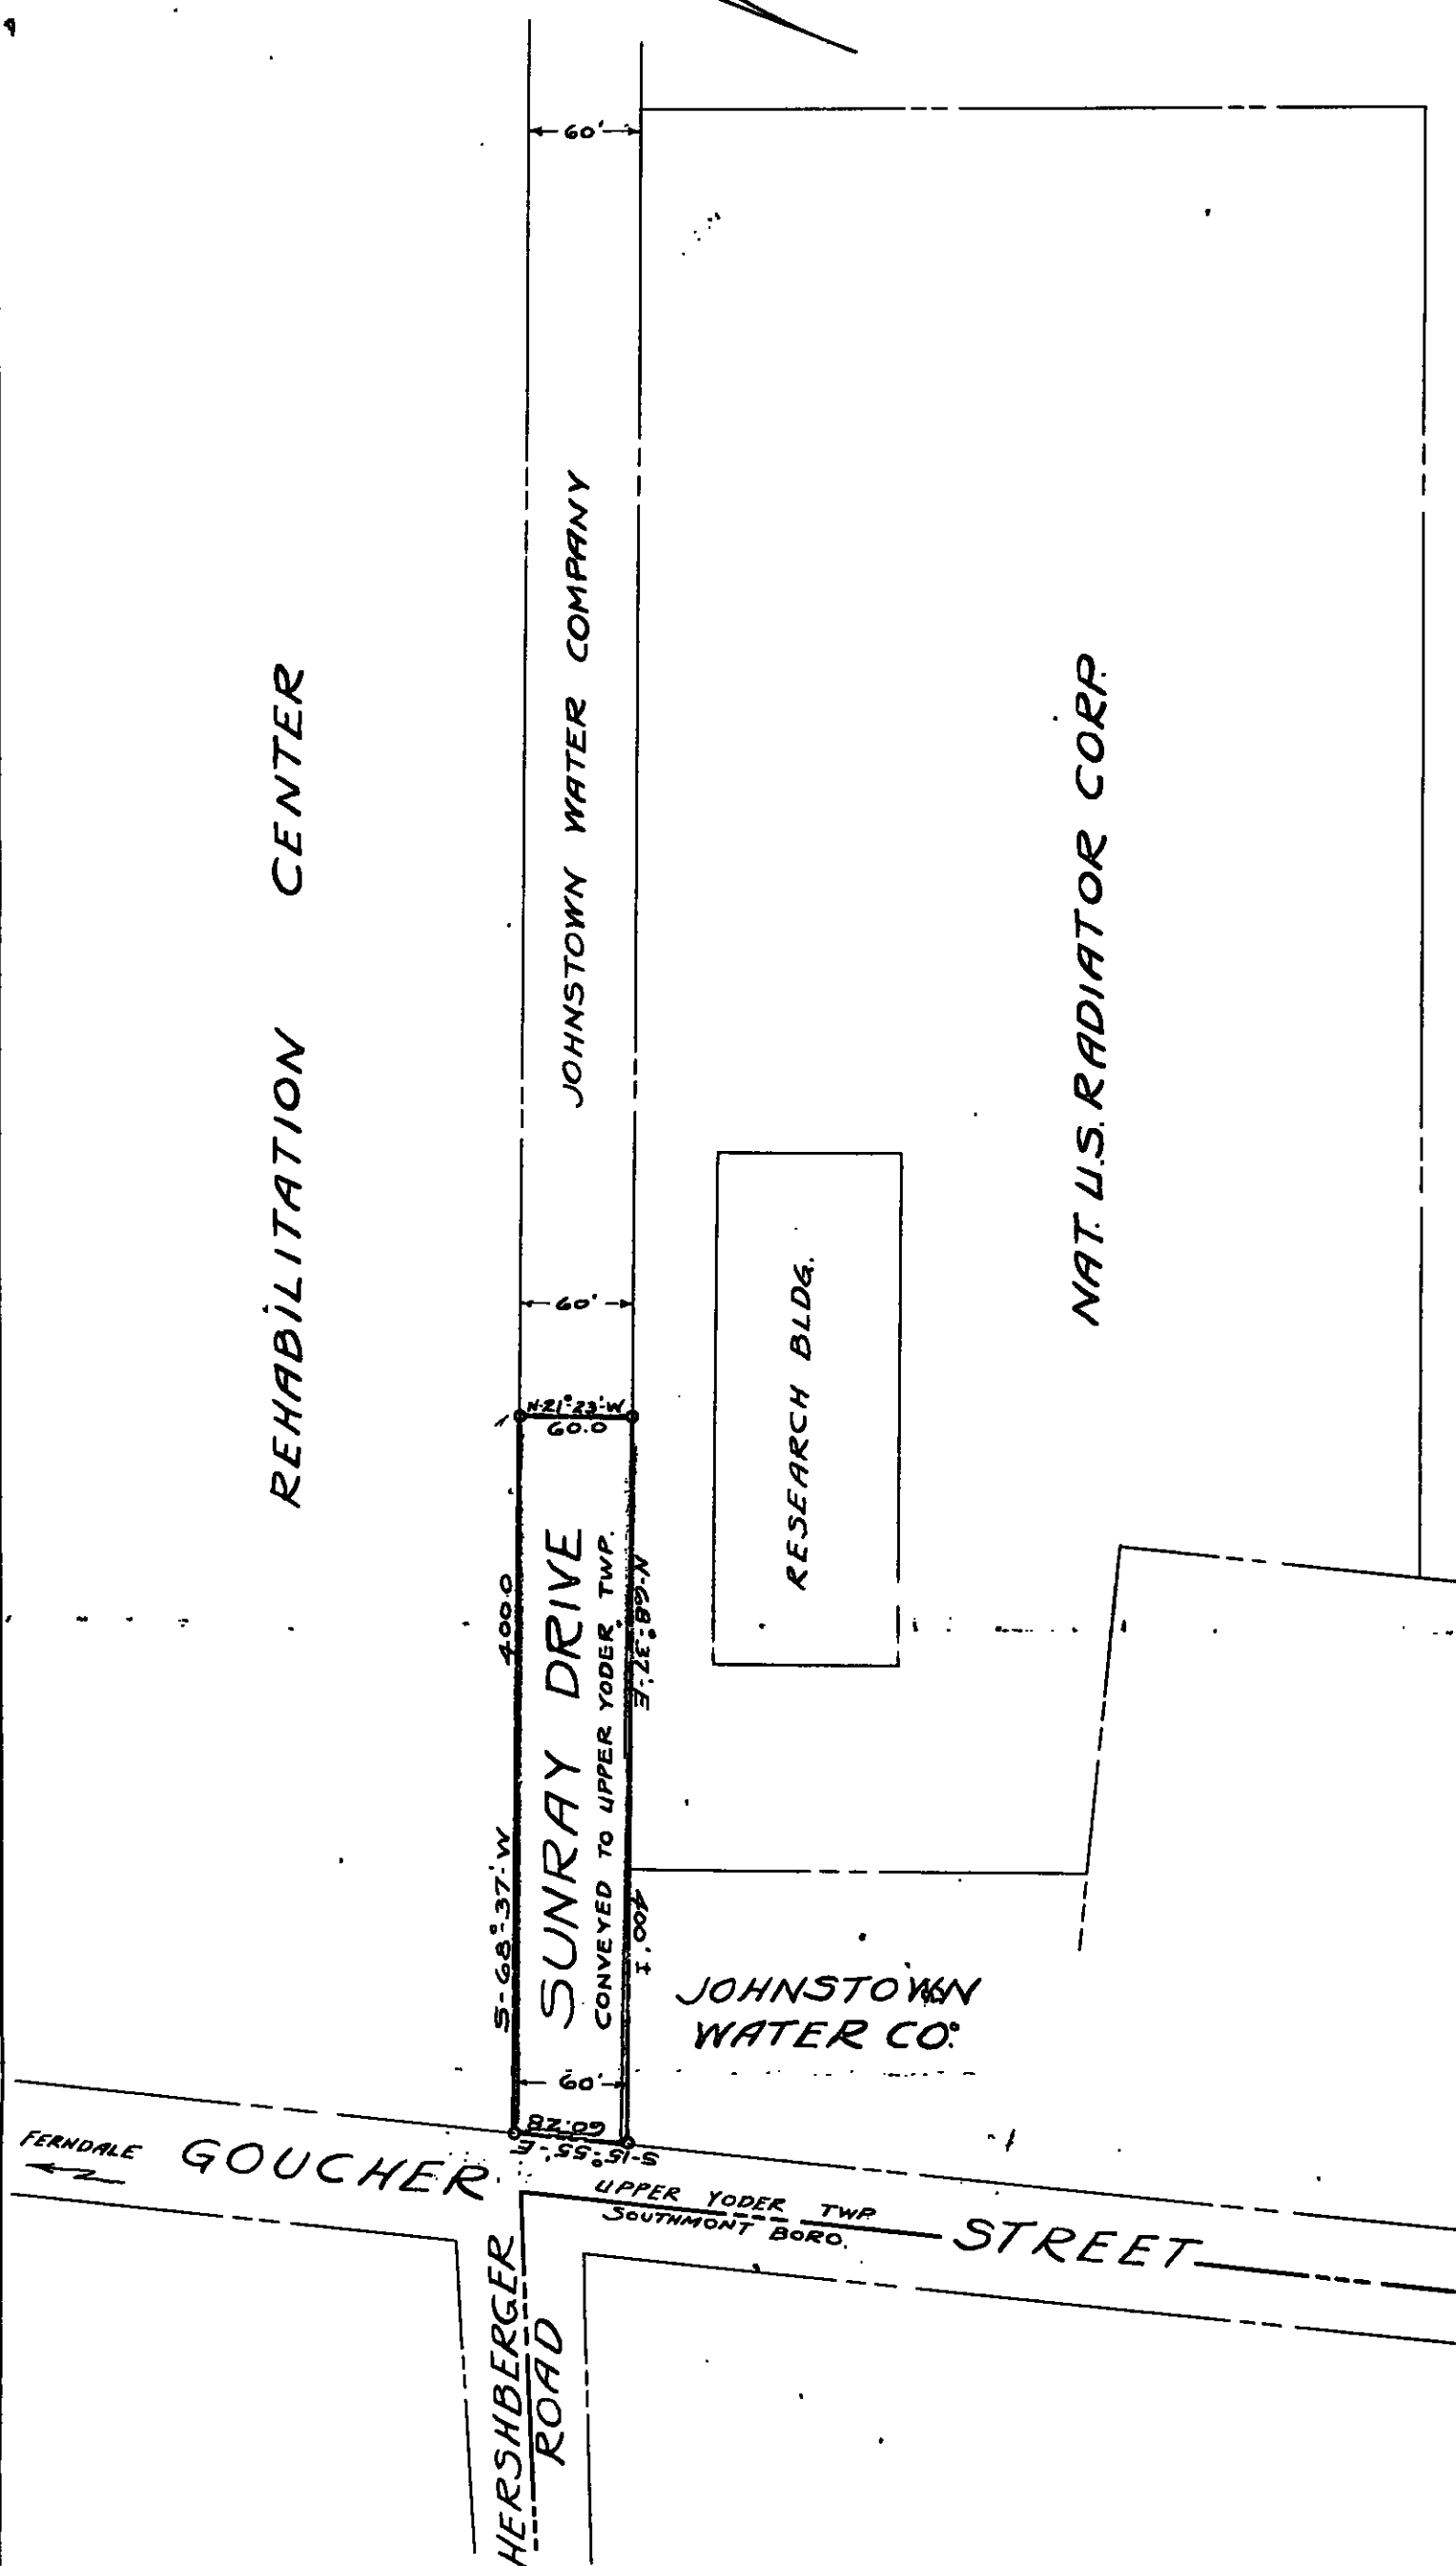 60'
JOHNSTOWN WATER COMPANY
REHABILITATION CENTER
NAT. U.S. RADIATOR CORP.
RESEARCH BLDG.
60'
N-21°-23'-W
60.0
400.0
S-68°-37'-W
SUNRAY DRIVE
CONVEYED TO UPPER YODER TWP.
N-68°-37'-E
400'±
JOHNSTOWN
WATER CO.
60'
60.28
S-15°-55'-E
FERNDALE
GOUCHER STREET
UPPER YODER TWP.
SOUTHMONT BORO.
HERSHBERGER
ROAD